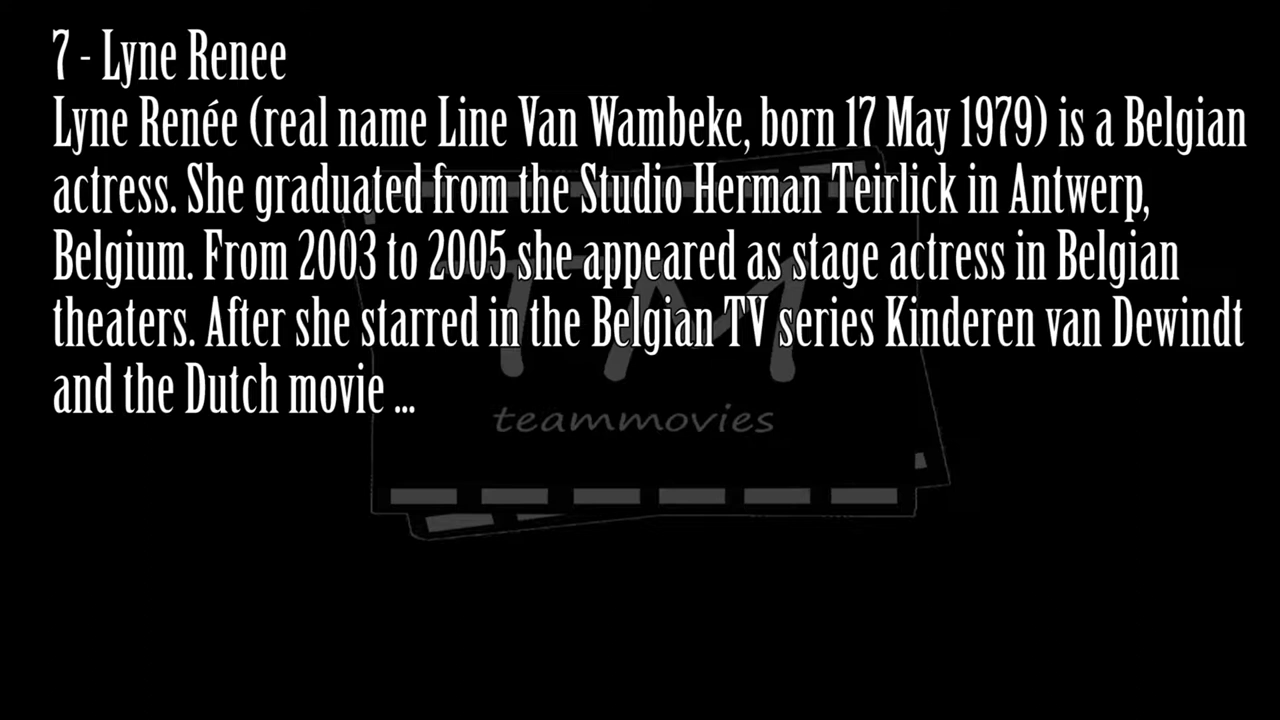 7 - Lyne Renee
Lyne Renée (real name Line Van Wambeke, born 17 May 1979) is a Belgian
actress. She graduated from the Studio Herman Teirlick in Antwerp,
Belgium. From 2003 to 2005 she appeared as stage actress in Belgian
theaters. After she starred in the Belgian TV series Kinderen van Dewindt
and the Dutch movie ...
TM
teammovies